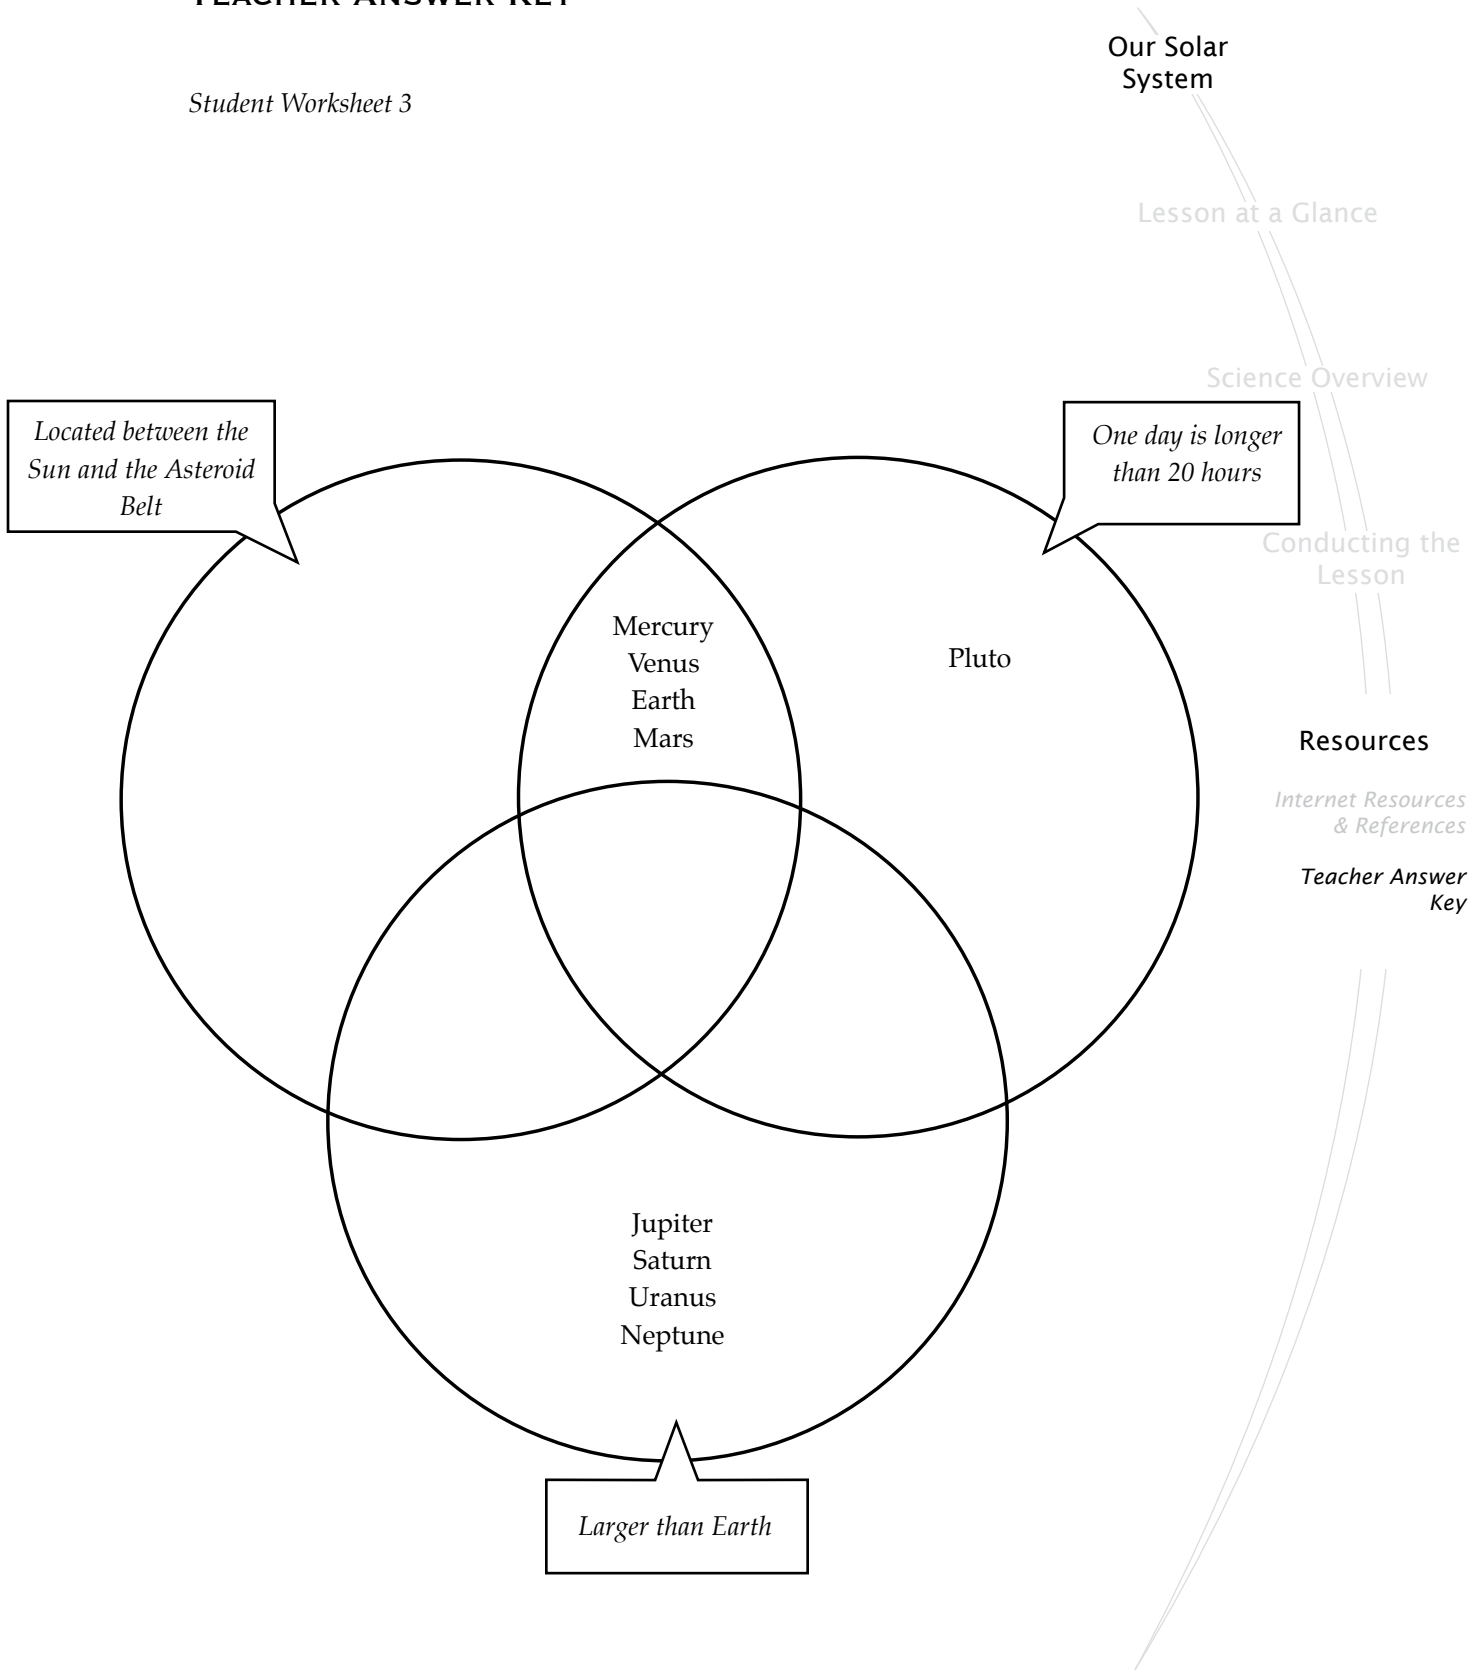 TEACHER ANSWER KEY
Student Worksheet 3
Our Solar
System
Lesson at a Glance
Science Overview
Conducting the
Lesson
Resources
Internet Resources
& References
Teacher Answer
Key
Located between the
Sun and the Asteroid
Belt
One day is longer
than 20 hours
Mercury
Venus
Earth
Mars
Pluto
Jupiter
Saturn
Uranus
Neptune
Larger than Earth